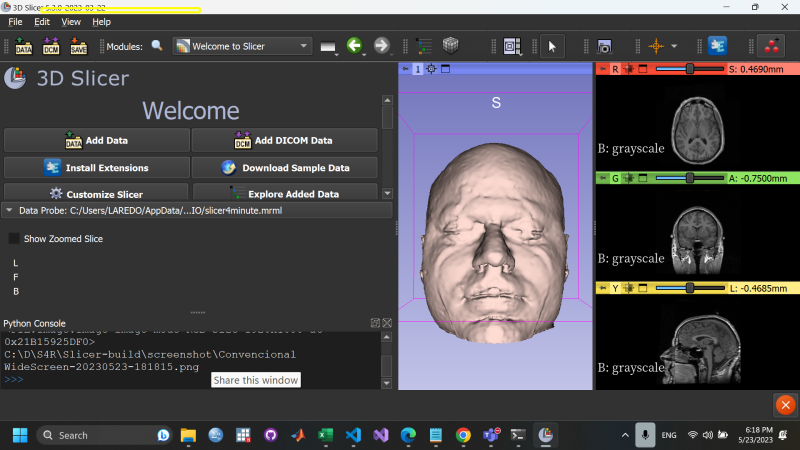 3D Slicer 5.3.0-2023-03-22
File Edit View Help
DATA DCM SAVE Modules: Welcome to Slicer
3D Slicer
Welcome
DATA Add Data
DCM Add DICOM Data
Install Extensions
Download Sample Data
Customize Slicer
Explore Added Data
Data Probe: C:/Users/LAREDO/AppData/...IO/slicer4minute.mrml
Show Zoomed Slice
L
F
B
Python Console
0x21B15925DF0>
C:\D\S4R\Slicer-build\screenshot\Convencional
WideScreen-20230523-181815.png
>>>
Share this window
1
S
R S: 0.4690mm
B: grayscale
G A: -0.7500mm
B: grayscale
Y L: -0.4685mm
B: grayscale
Search
ENG
6:18 PM
5/23/2023